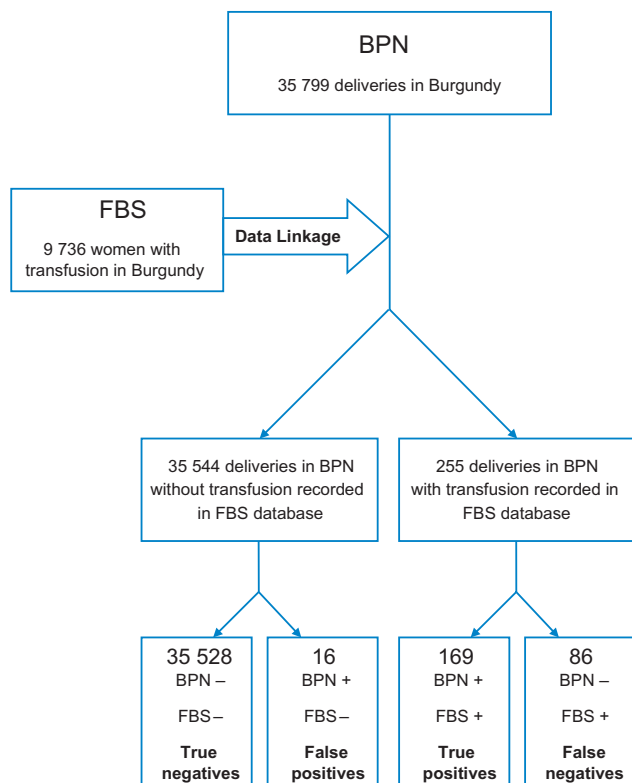 BPN
35 799 deliveries in Burgundy
FBS
9 736 women with
transfusion in Burgundy
Data Linkage
35 544 deliveries in BPN
without transfusion recorded
in FBS database
255 deliveries in BPN
with transfusion recorded in
FBS database
35 528
BPN –
FBS–
True
negatives
16
BPN +
FBS–
False
positives
169
BPN +
FBS +
True
positives
86
BPN –
FBS +
False
negatives